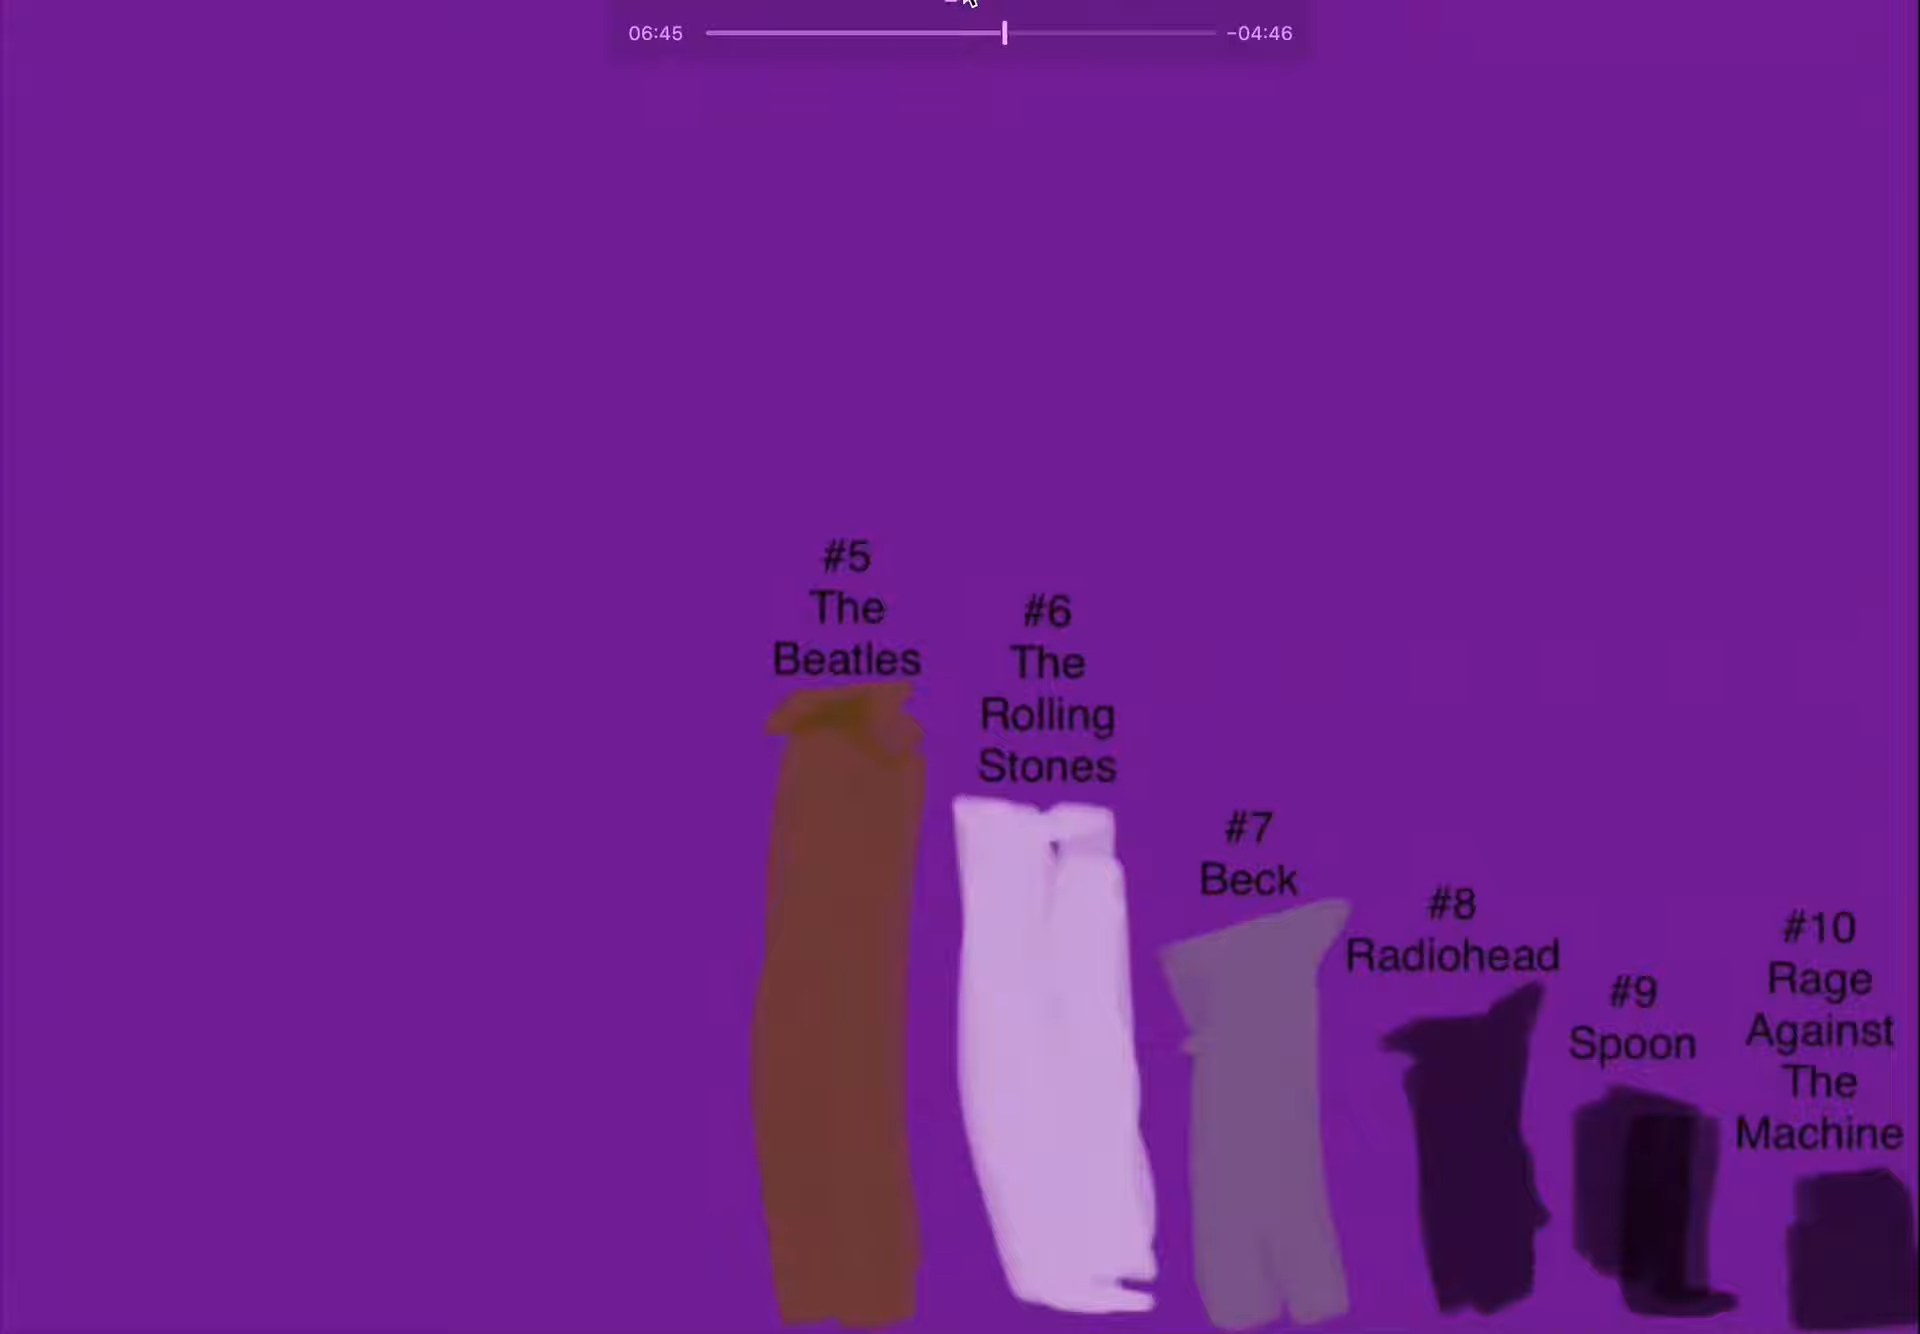 06:45
-04:46
#5
The
Beatles
#6
The
Rolling
Stones
#7
Beck
#8
Radiohead
#9
Spoon
#10
Rage
Against
The
Machine